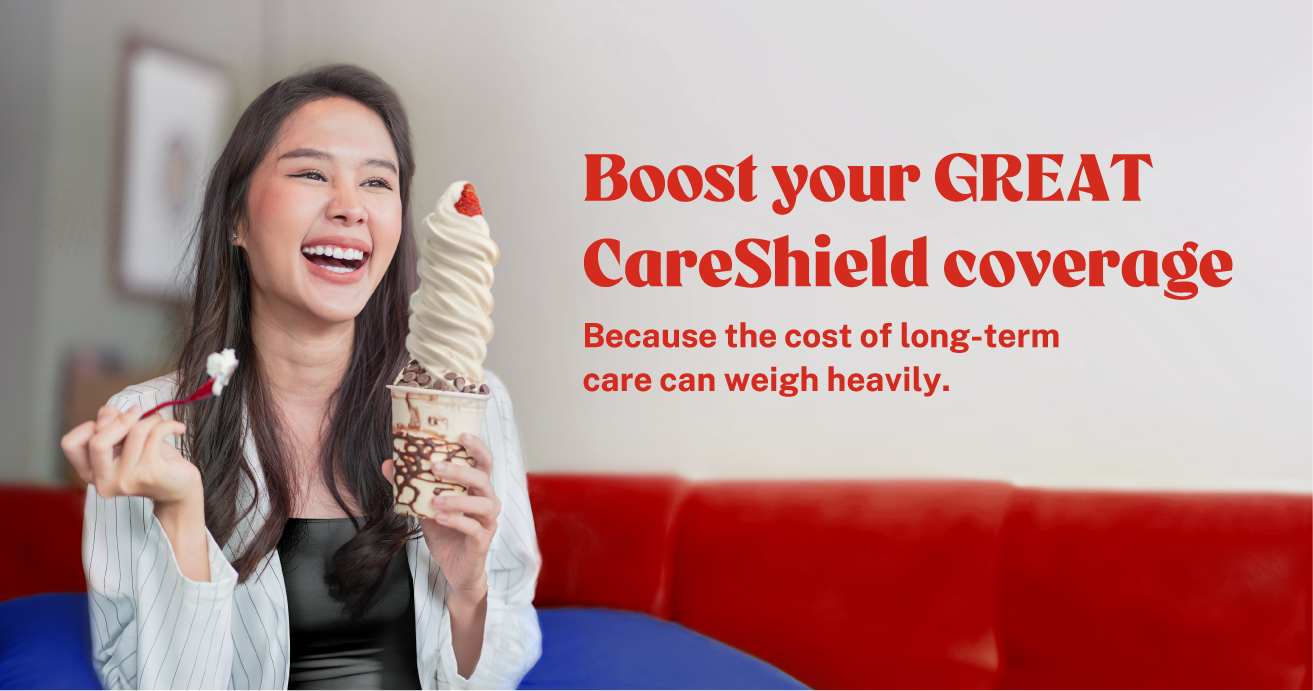 Boost your GREAT
CareShield coverage
Because the cost of long-term
care can weigh heavily.